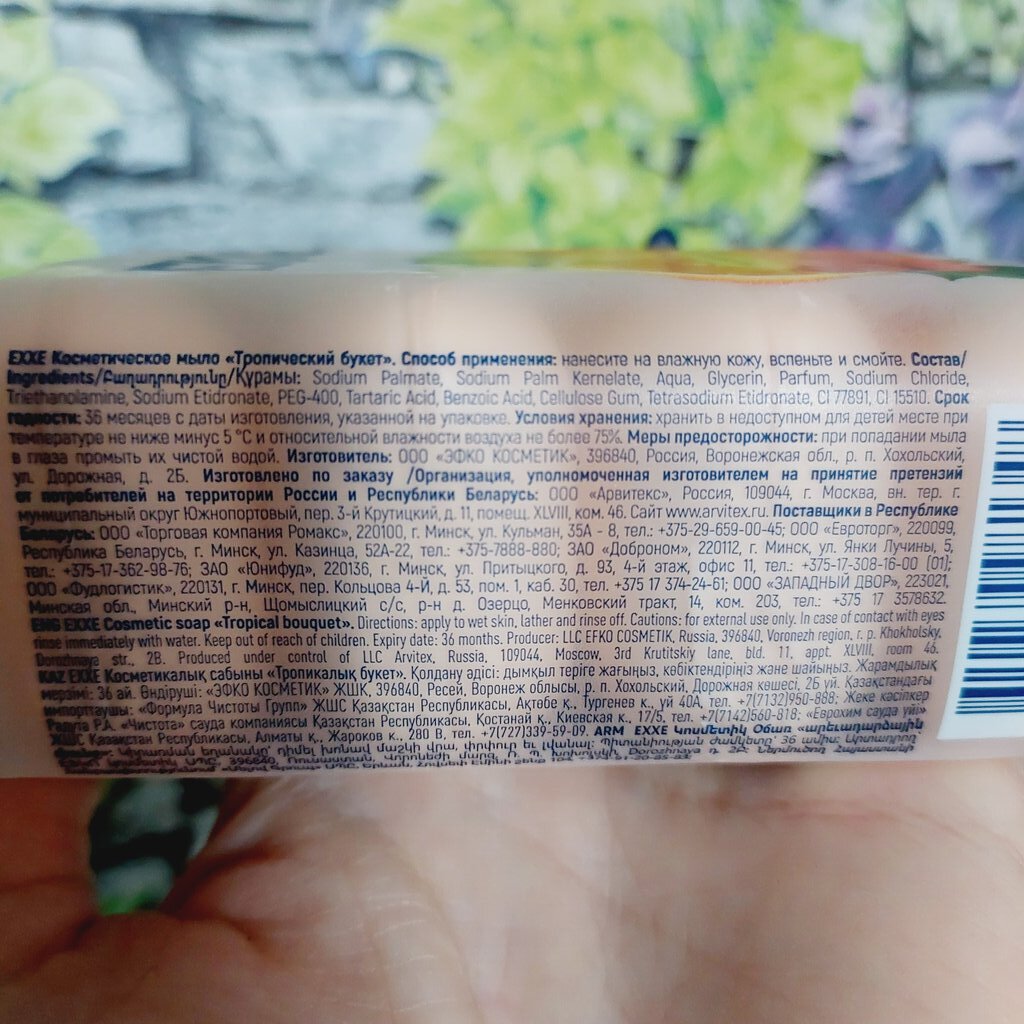 EXXE Косметическое мыло «Тропический букет». Способ применения: нанесите на влажную кожу, вспеньте и смойте. Состав/
Ingredients/Բաղադրությունը/Құрамы: Sodium Palmate, Sodium Palm Kernelate, Aqua, Glycerin, Parfum, Sodium Chloride,
Triethanolamine, Sodium Etidronate, PEG-400, Tartaric Acid, Benzoic Acid, Cellulose Gum, Tetrasodium Etidronate, CI 77891, CI 15510. Срок
годности: 36 месяцев с даты изготовления, указанной на упаковке. Условия хранения: хранить в недоступном для детей месте при
температуре не ниже минус 5 °C и относительной влажности воздуха не более 75%. Меры предосторожности: при попадании мыла
в глаза промыть их чистой водой. Изготовитель: ООО «ЭФКО КОСМЕТИК», 396840, Россия, Воронежская обл., р. п. Хохольский,
ул. Дорожная, д. 2Б. Изготовлено по заказу /Организация, уполномоченная изготовителем на принятие претензий
от потребителей на территории России и Республики Беларусь: ООО «Арвитекс», Россия, 109044, г. Москва, вн. тер. г.
муниципальный округ Южнопортовый, пер. 3-й Крутицкий, д. 11, помещ. XLVIII, ком. 46. Сайт www.arvitex.ru. Поставщики в Республике
Беларусь: ООО «Торговая компания Ромакс», 220100, г. Минск, ул. Кульман, 35А - 8, тел.: +375-29-659-00-45; ООО «Евроторг», 220099,
Республика Беларусь, г. Минск, ул. Казинца, 52А-22, тел.: +375-7888-880; ЗАО «Доброном», 220112, г. Минск, ул. Янки Лучины, 5,
тел.: +375-17-362-98-76; ЗАО «Юнифуд», 220136, г. Минск, ул. Притыцкого, д. 93, 4-й этаж, офис 11, тел.: +375-17-308-16-00 (01);
ООО «Фудлогистик», 220131, г. Минск, пер. Кольцова 4-Й, д. 53, пом. 1, каб. 30, тел. +375 17 374-24-61; ООО «ЗАПАДНЫЙ ДВОР», 223021,
Минская обл., Минский р-н, Щомыслицкий с/с, р-н д. Озерцо, Менковский тракт, 14, ком. 203, тел.: +375 17 3578632.
ENG EXXE Cosmetic soap «Tropical bouquet». Directions: apply to wet skin, lather and rinse off. Cautions: for external use only. In case of contact with eyes
rinse immediately with water. Keep out of reach of children. Expiry date: 36 months. Producer: LLC EFKO COSMETIK, Russia, 396840, Voronezh region, r. p. Khokholsky,
Dorozhnaya str., 2B. Produced under control of LLC Arvitex, Russia, 109044, Moscow, 3rd Krutitskiy lane, bld. 11, appt. XLVIII, room 46.
KAZ EXXE Косметикалық сабыны «Тропикалық букет». Қолдану әдісі: дымқыл теріге жағыңыз, көбіктендіріңіз және шайыңыз. Жарамдылық
мерзімі: 36 ай. Өндіруші: «ЭФКО КОСМЕТИК» ЖШК, 396840, Ресей, Воронеж облысы, р. п. Хохольский, Дорожная көшесі, 2Б үй. Қазақстандағы
импорттаушы: «Формула Чистоты Групп» ЖШС Қазақстан Республикасы, Ақтөбе қ., Тургенев к., үй 40А, тел. +7(7132)950-888; Жеке кәсіпкер
Радула Р.А. «Чистота» сауда компаниясы Қазақстан Республикасы, Қостанай қ., Киевская к., 17/5, тел. +7(7142)560-818; «Еврохим сауда үйі»
ЖШС Қазақстан Республикасы, Алматы қ., Жароков к., 280 В, тел. +7(727)339-59-09. ARM EXXE Կոսմետիկ Օճառ
396840, Ռուսաստան,